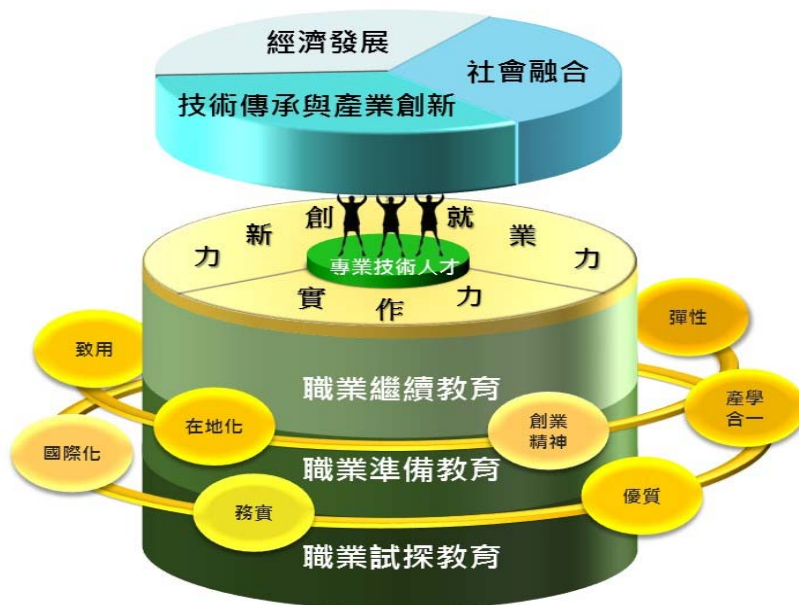 經濟發展
社會融合
技術傳承與產業創新
力新創
就業力
專業技術人才
實作力
彈性
致用
職業繼續教育
產學
合一
在地化
創業
精神
國際化
職業準備教育
優質
務實
職業試探教育